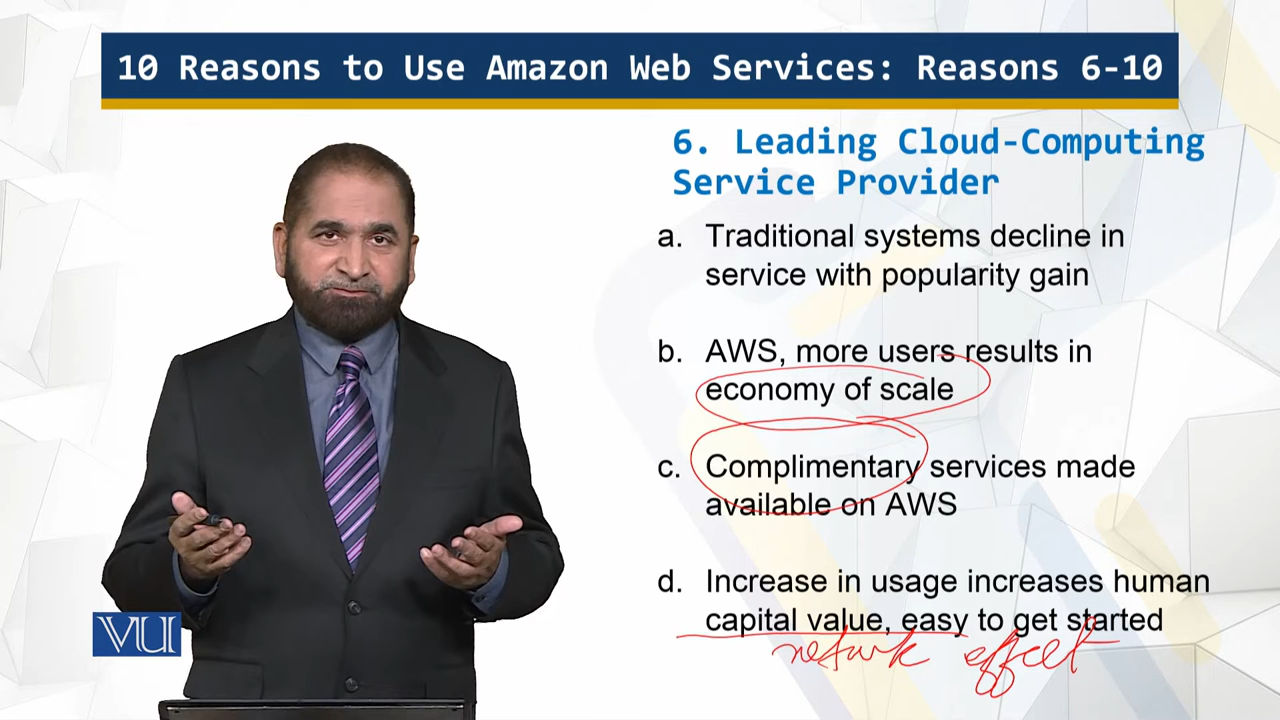 10 Reasons to Use Amazon Web Services: Reasons 6-10
6. Leading Cloud-Computing
Service Provider
a. Traditional systems decline in
service with popularity gain
b. AWS, more users results in
economy of scale
c. Complimentary services made
available on AWS
d. Increase in usage increases human
capital value, easy to get started
network effect
VU